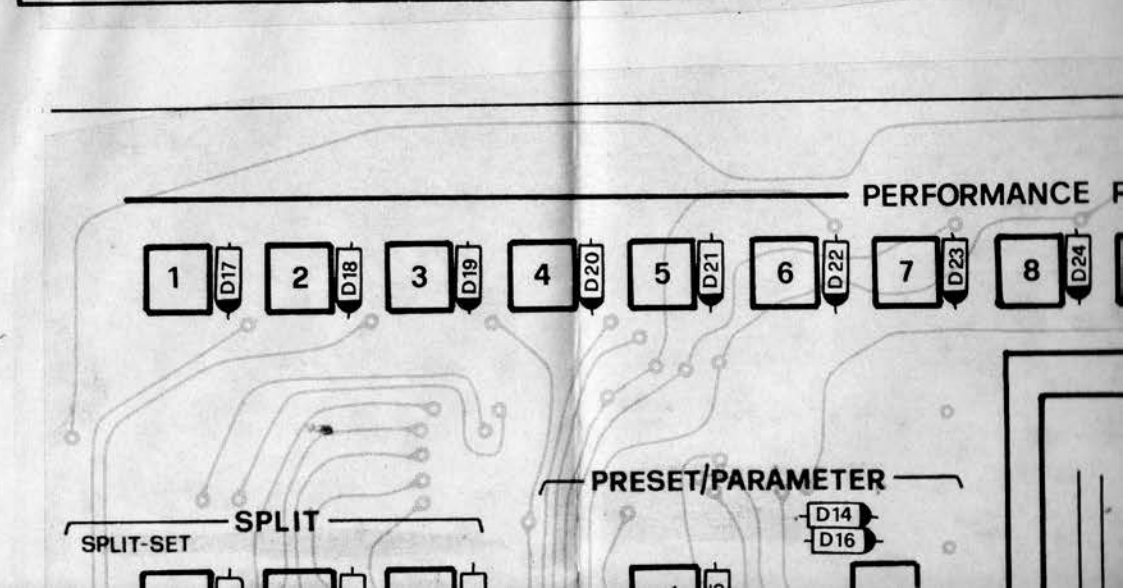 PERFORMANCE
1 D17 2 D18 3 D19 4 D20 5 D21 6 D22 7 D23 8 D24
PRESET/PARAMETER
D14
SPLIT
D16
SPLIT-SET